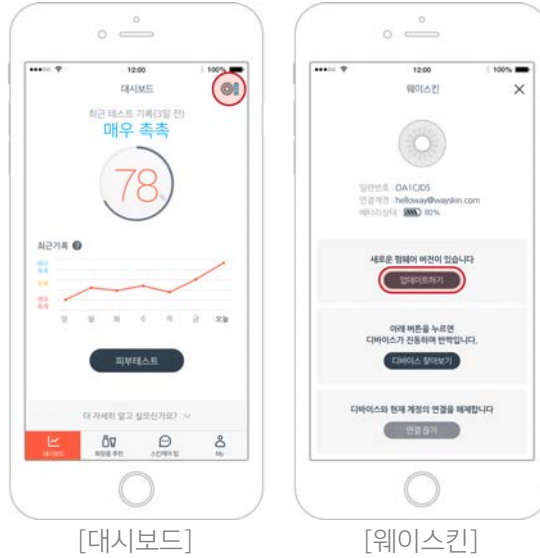 12:00
100%
대시보드
최근 테스트 기록(3일 전)
매우 촉촉
78%
최근기록 ?
매우
촉촉
일 월 화 수 목 금 오늘
피부테스트
더 자세히 알고 싶으신가요?
대시보드
화장품 추천
스킨케어 팁
My
[대시보드]
12:00
100%
웨이스킨
일련번호 : OA1CJDS
연결계정 : helloway@wayskin.com
배터리상태 : 80%
새로운 펌웨어 버전이 있습니다
업데이트하기
아래 버튼을 누르면
디바이스가 진동하며 반짝입니다.
디바이스 찾아보기
디바이스와 현재 계정의 연결을 해제합니다
연결 끊기
[웨이스킨]